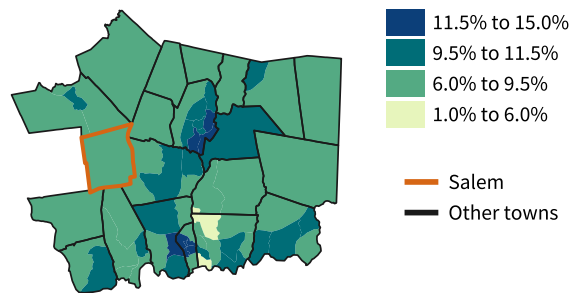 11.5% to 15.0%
9.5% to 11.5%
6.0% to 9.5%
1.0% to 6.0%
Salem
Other towns